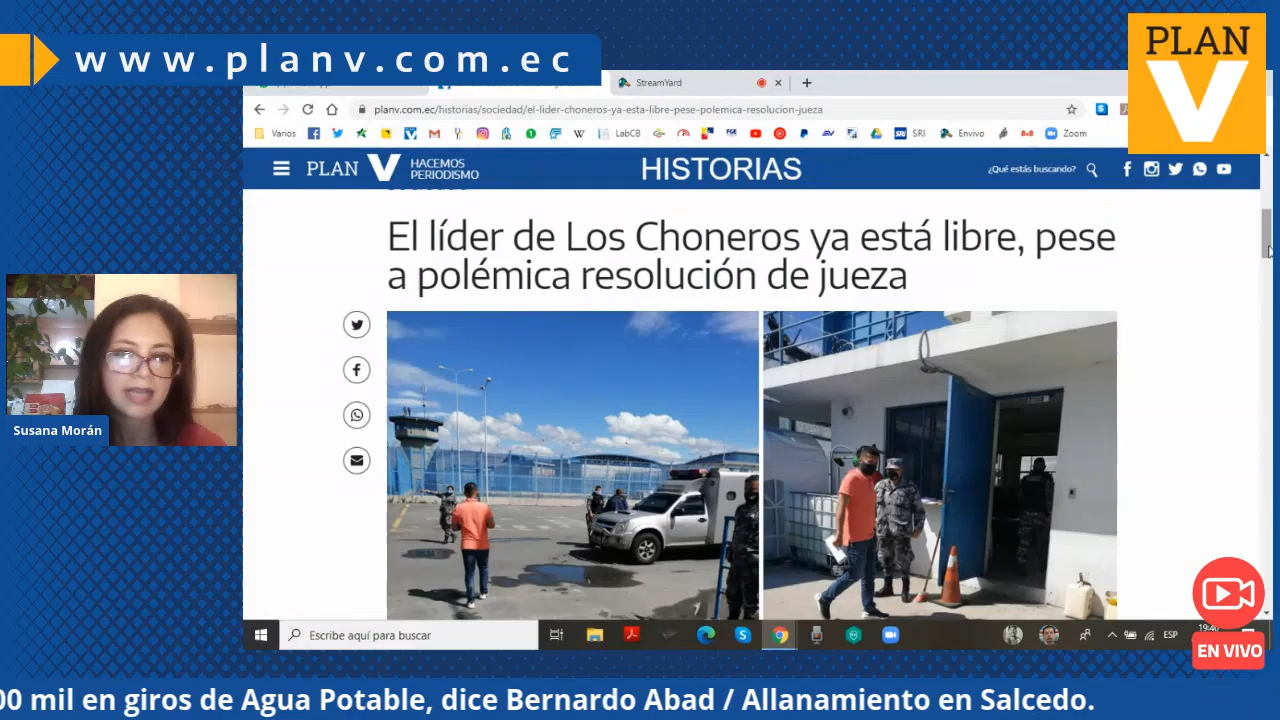 www.planv.com.ec
PLAN
V
StreamYard
planv.com.ec/historias/sociedad/el-lider-choneros-ya-esta-libre-pese-polemica-resolucion-jueza
Varios
LabCB
SRI
Envivo
8x8
Zoom
PLAN V
HACEMOS
PERIODISMO
HISTORIAS
¿Qué estás buscando?
El líder de Los Choneros ya está libre, pese
a polémica resolución de jueza
Susana Morán
Escribe aquí para buscar
ESP
EN VIVO
00 mil en giros de Agua Potable, dice Bernardo Abad / Allanamiento en Salcedo.